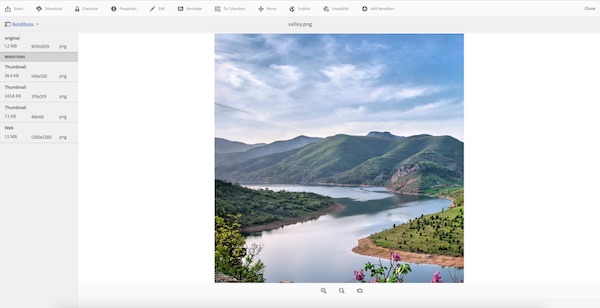 Share Download Checkout Properties Edit Annotate To Collection Move Publish Unpublish Add Rendition Close
Renditions valley.png
original
1.2 MB 909x909 png
RENDITIONS
Thumbnail
28.4 KB 140x100 png
Thumbnail
240.8 KB 319x319 png
Thumbnail
7.2 KB 48x48 png
Web
1.5 MB 1280x1280 png